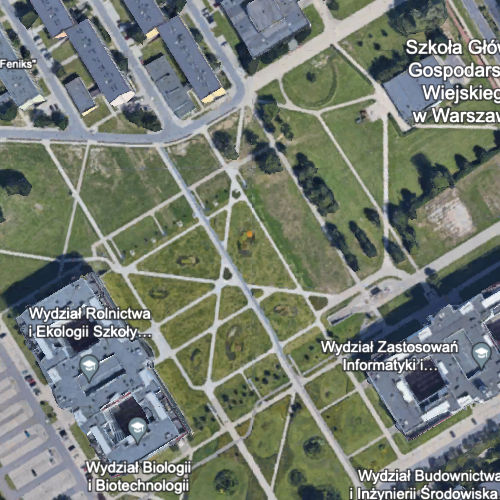 Feniks"
Szkoła Głów
Gospodars
Wiejskieg
w Warszaw
Wydział Rolnictwa
i Ekologii Szkoły...
Wydział Zastosowań
Informatyki i...
Wydział Biologii
i Biotechnologii
Wydział Budownictwa
i Inżynierii Środowiska